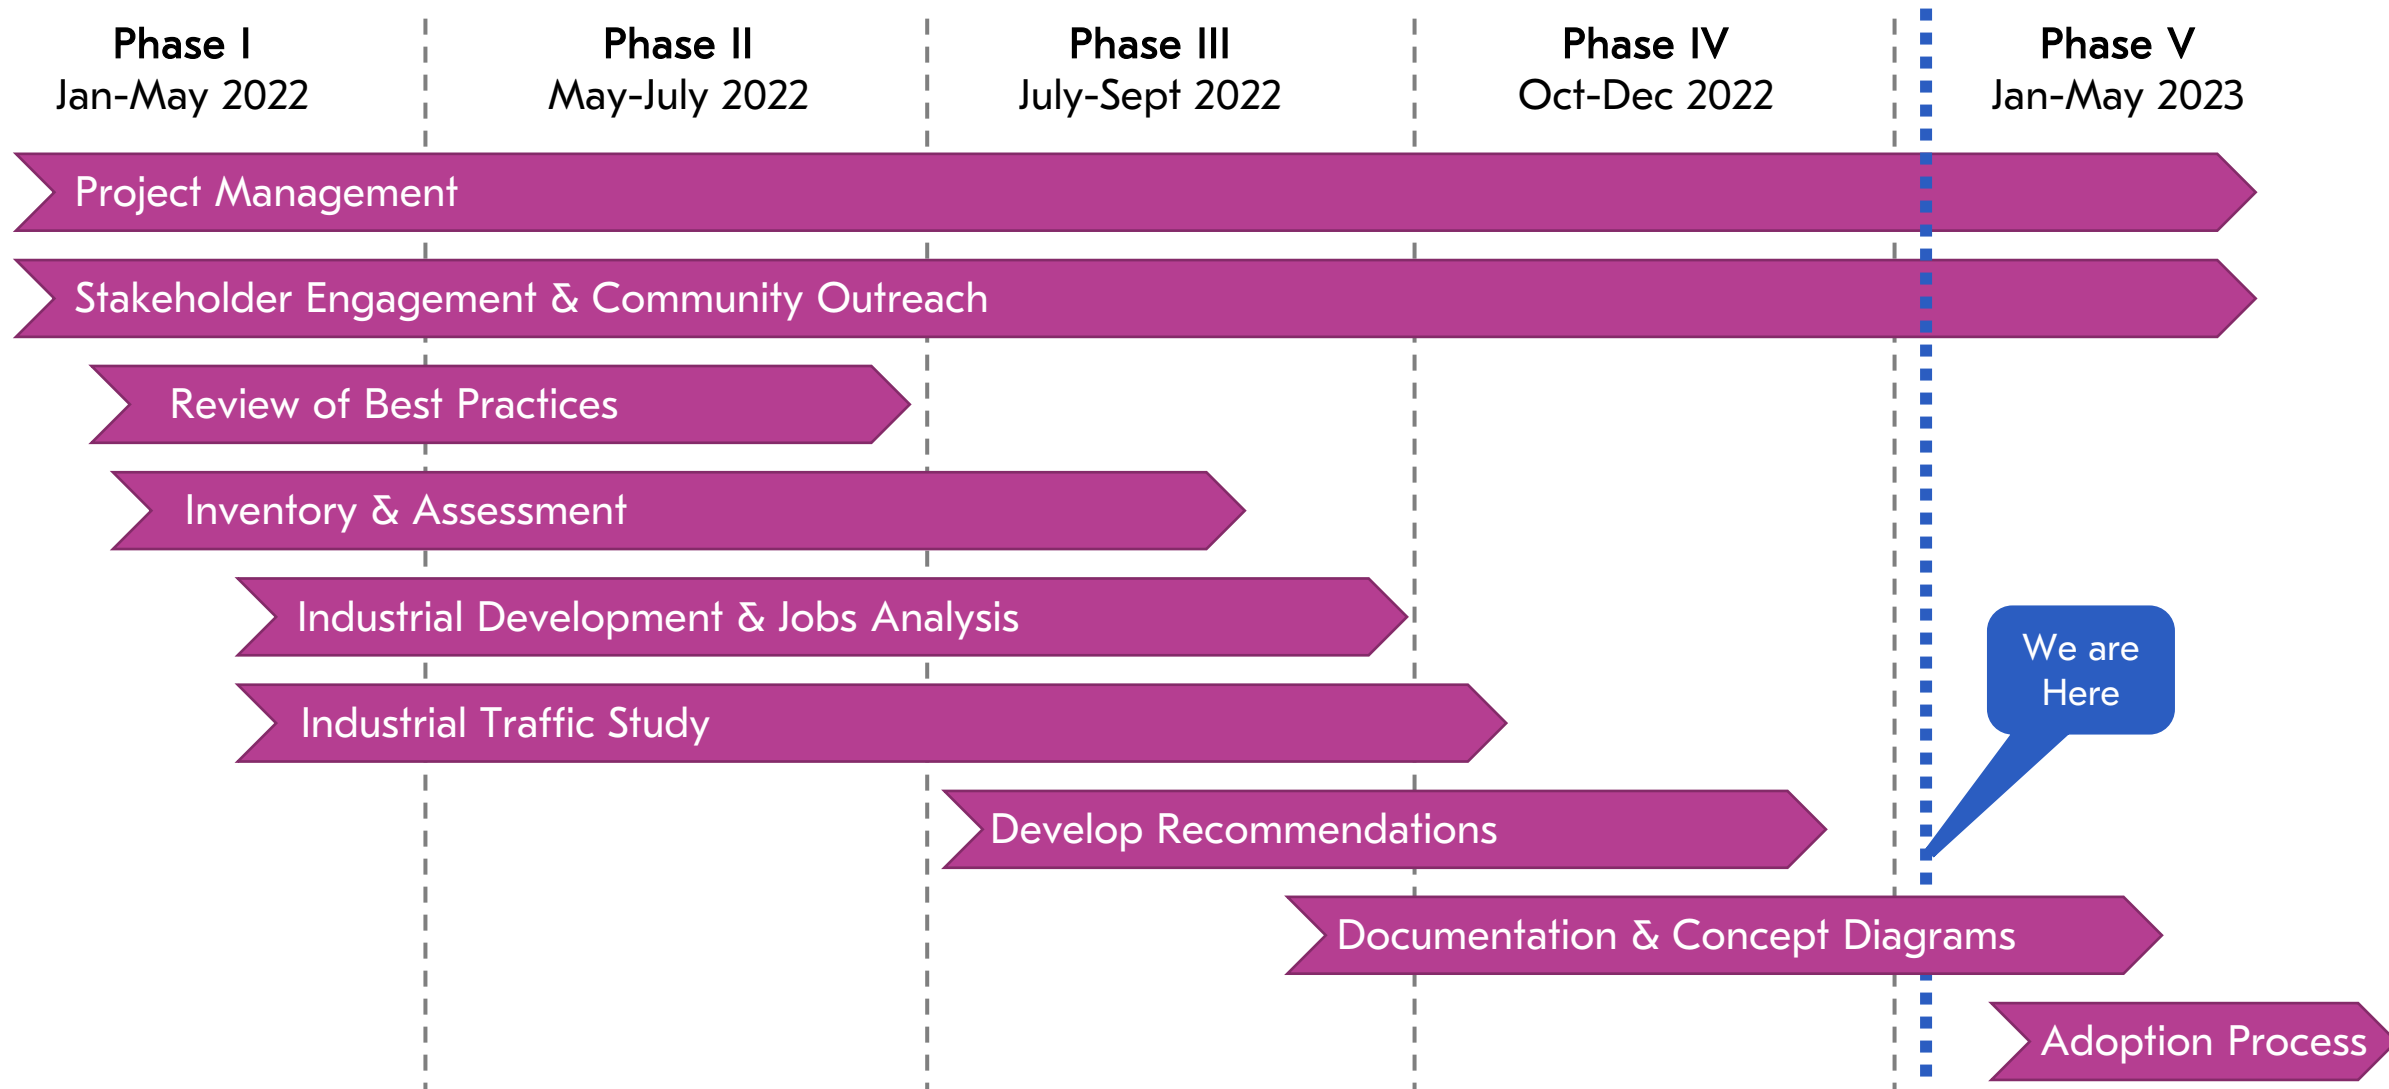 Phase I
Jan-May 2022
Phase II
May-July 2022
Phase III
July-Sept 2022
Phase IV
Oct-Dec 2022
Phase V
Jan-May 2023
Project Management
Stakeholder Engagement & Community Outreach
Review of Best Practices
Inventory & Assessment
Industrial Development & Jobs Analysis
We are
Here
Industrial Traffic Study
Develop Recommendations
Documentation & Concept Diagrams
Adoption Process